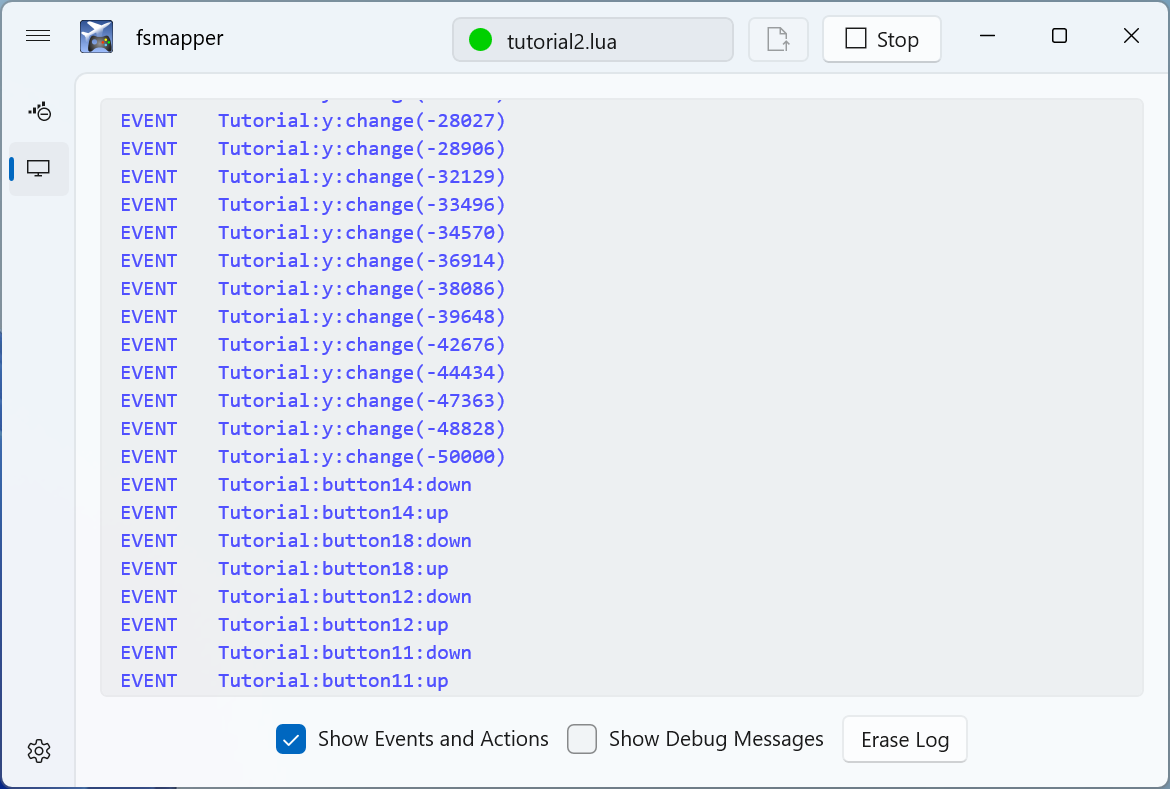 fsmapper
tutorial2.lua
Stop
EVENT Tutorial:y:change(-28027)
EVENT Tutorial:y:change(-28906)
EVENT Tutorial:y:change(-32129)
EVENT Tutorial:y:change(-33496)
EVENT Tutorial:y:change(-34570)
EVENT Tutorial:y:change(-36914)
EVENT Tutorial:y:change(-38086)
EVENT Tutorial:y:change(-39648)
EVENT Tutorial:y:change(-42676)
EVENT Tutorial:y:change(-44434)
EVENT Tutorial:y:change(-47363)
EVENT Tutorial:y:change(-48828)
EVENT Tutorial:y:change(-50000)
EVENT Tutorial:button14:down
EVENT Tutorial:button14:up
EVENT Tutorial:button18:down
EVENT Tutorial:button18:up
EVENT Tutorial:button12:down
EVENT Tutorial:button12:up
EVENT Tutorial:button11:down
EVENT Tutorial:button11:up
Show Events and Actions
Show Debug Messages
Erase Log